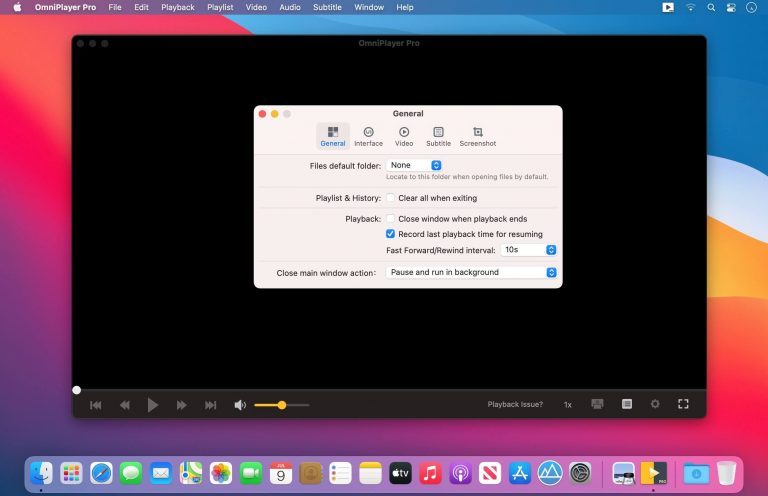 OmniPlayer Pro File Edit Playback Playlist Video Audio Subtitle Window Help
OmniPlayer Pro
General
General Interface Video Subtitle Screenshot
Files default folder: None
Locate to this folder when opening files by default.
Playlist & History: Clear all when exiting
Playback: Close window when playback ends
Record last playback time for resuming
Fast Forward/Rewind interval: 10s
Close main window action: Pause and run in background
Playback Issue? 1x
JUL
9
tv
PRO